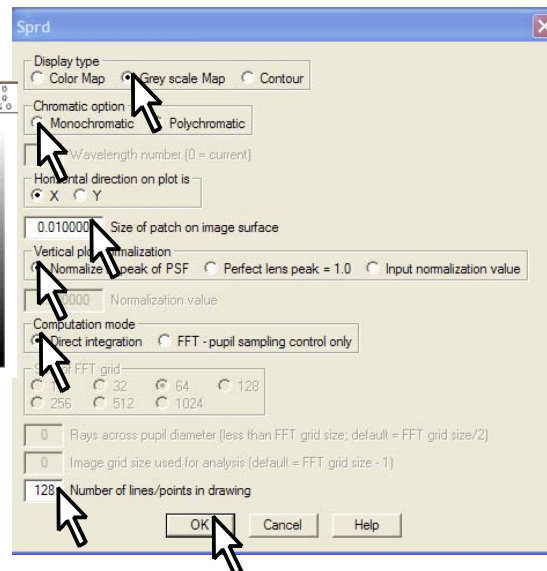 Sprd
Display type
Color Map Grey scale Map Contour
Chromatic option
Monochromatic Polychromatic
Wavelength number (0 = current)
Horizontal direction on plot is
X Y
0.010000 Size of patch on image surface
Vertical plot normalization
Normalize peak of PSF Perfect lens peak = 1.0 Input normalization value
Normalization value
Computation mode
Direct integration FFT - pupil sampling control only
of FFT grid
32 64 128
256 512 1024
0 Rays across pupil diameter (less than FFT grid size; default = FFT grid size/2)
0 Image grid size used for analysis (default = FFT grid size - 1)
128 Number of lines/points in drawing
OK Cancel Help